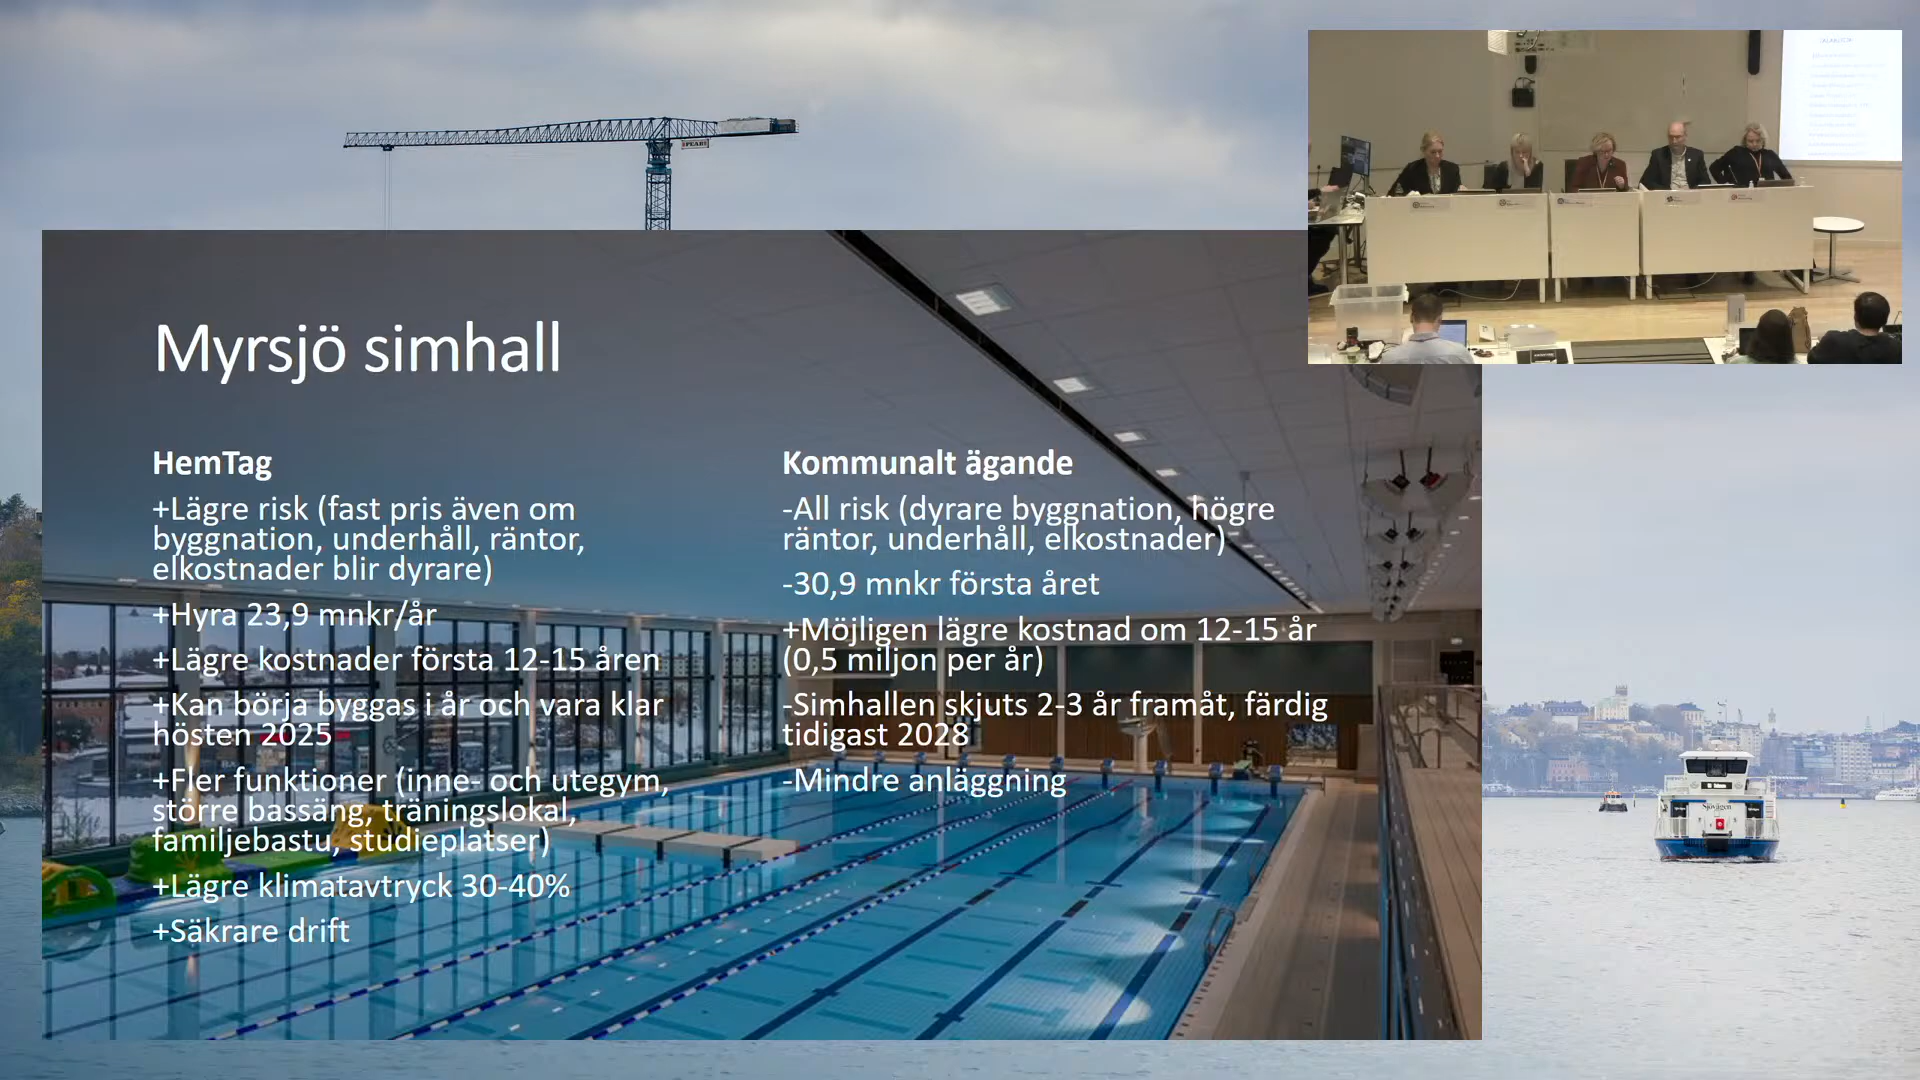 Myrsjö simhall
HemTag
+Lägre risk (fast pris även om
byggnation, underhåll, räntor,
elkostnader blir dyrare)
+Hyra 23,9 mnkr/år
+Lägre kostnader första 12-15 åren
+Kan börja byggas i år och vara klar
hösten 2025
+Fler funktioner (inne- och utegym,
större bassäng, träningslokal,
familjebastu, studieplatser)
+Lägre klimatavtryck 30-40%
+Säkrare drift
Kommunalt ägande
-All risk (dyrare byggnation, högre
räntor, underhåll, elkostnader)
-30,9 mnkr första året
+Möjligen lägre kostnad om 12-15 år
(0,5 miljon per år)
-Simhallen skjuts 2-3 år framåt, färdig
tidigast 2028
-Mindre anläggning
Sjövägen